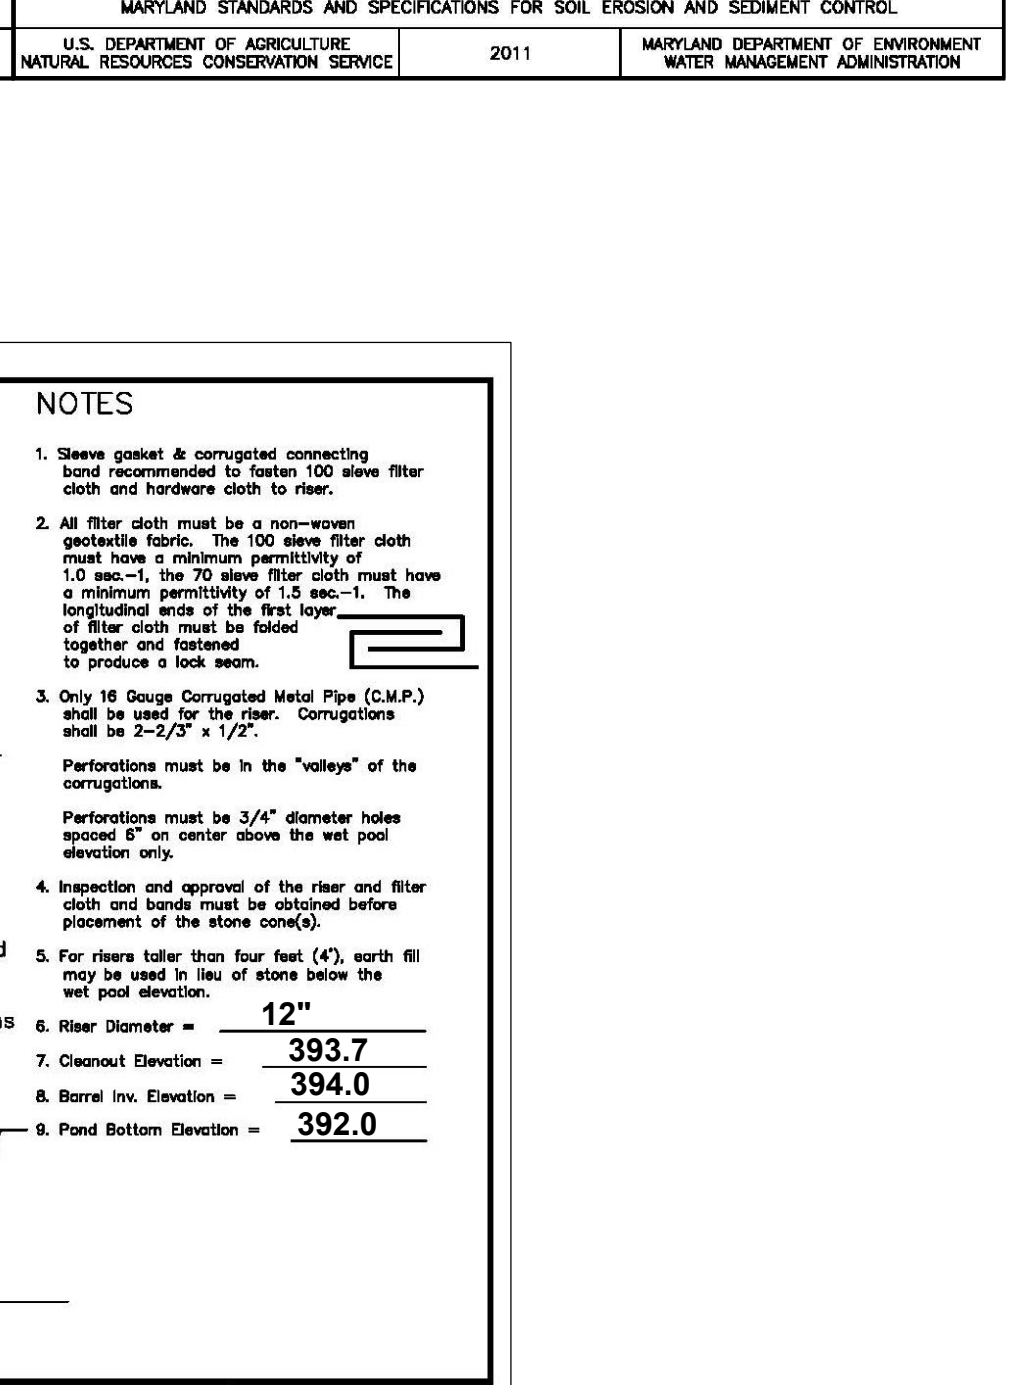 MARYLAND STANDARDS AND SPECIFICATIONS FOR SOIL EROSION AND SEDIMENT CONTROL
U.S. DEPARTMENT OF AGRICULTURE
NATURAL RESOURCES CONSERVATION SERVICE
2011
MARYLAND DEPARTMENT OF ENVIRONMENT
WATER MANAGEMENT ADMINISTRATION
NOTES
1. Sleeve gasket & corrugated connecting
band recommended to fasten 100 sieve filter
cloth and hardware cloth to riser.
2. All filter cloth must be a non-woven
geotextile fabric. The 100 sieve filter cloth
must have a minimum permittivity of
1.0 sec.-1, the 70 sieve filter cloth must have
a minimum permittivity of 1.5 sec.-1. The
longitudinal ends of the first layer
of filter cloth must be folded
together and fastened
to produce a lock seam.
3. Only 16 Gauge Corrugated Metal Pipe (C.M.P.)
shall be used for the riser. Corrugations
shall be 2-2/3" x 1/2".
Perforations must be in the "valleys" of the
corrugations.
Perforations must be 3/4" diameter holes
spaced 6" on center above the wet pool
elevation only.
4. Inspection and approval of the riser and filter
cloth and bands must be obtained before
placement of the stone cone(s).
5. For risers taller than four feet (4'), earth fill
may be used in lieu of stone below the
wet pool elevation.
6. Riser Diameter = 12"
7. Cleanout Elevation = 393.7
8. Barrel Inv. Elevation = 394.0
9. Pond Bottom Elevation = 392.0